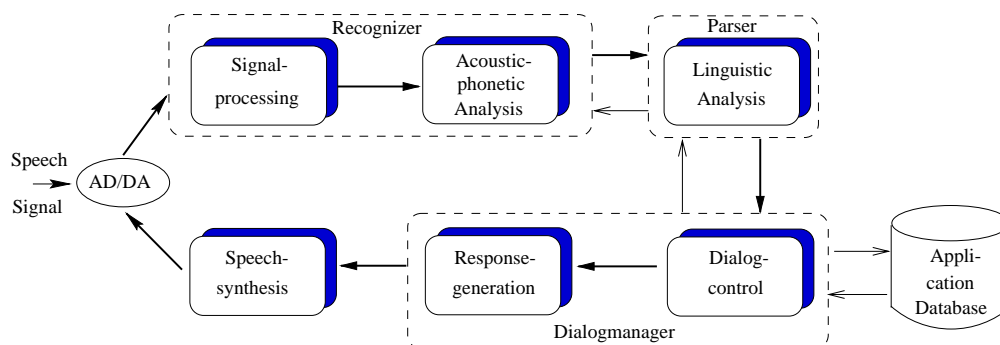 Recognizer
Signal-
processing
Acoustic-
phonetic
Analysis
Parser
Linguistic
Analysis
Speech
Signal
AD/DA
Speech-
synthesis
Response-
generation
Dialog-
control
Dialogmanager
Appli-
cation
Database